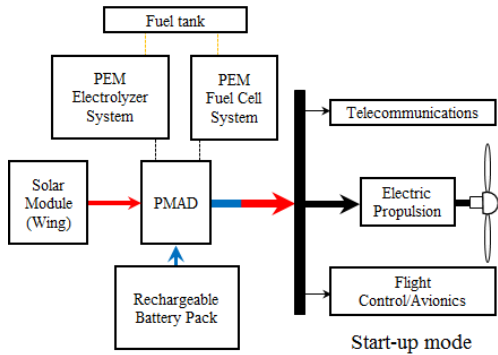 Fuel tank
PEM
Electrolyzer
System
PEM
Fuel Cell
System
Telecommunications
Solar
Module
(Wing)
PMAD
Electric
Propulsion
Rechargeable
Battery Pack
Flight
Control/Avionics
Start-up mode